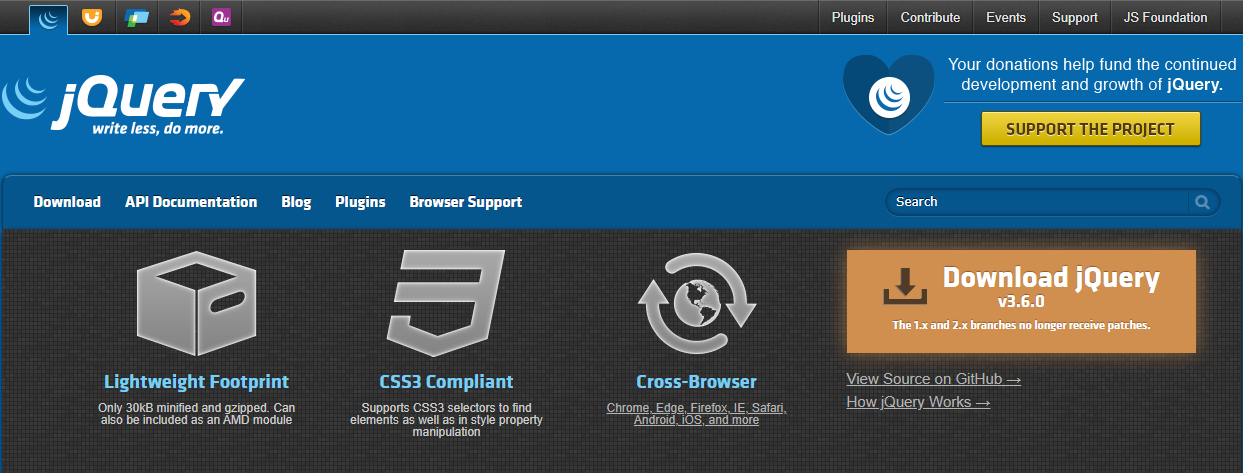 Qu
Plugins Contribute Events Support JS Foundation
jQuery
write less, do more.
Your donations help fund the continued
development and growth of jQuery.
SUPPORT THE PROJECT
Download API Documentation Blog Plugins Browser Support
Search
Lightweight Footprint
Only 30kB minified and gzipped. Can
also be included as an AMD module
CSS3 Compliant
Supports CSS3 selectors to find
elements as well as in style property
manipulation
Cross-Browser
Chrome, Edge, Firefox, IE, Safari,
Android, iOS, and more
Download jQuery
v3.6.0
The 1.x and 2.x branches no longer receive patches.
View Source on GitHub →
How jQuery Works →